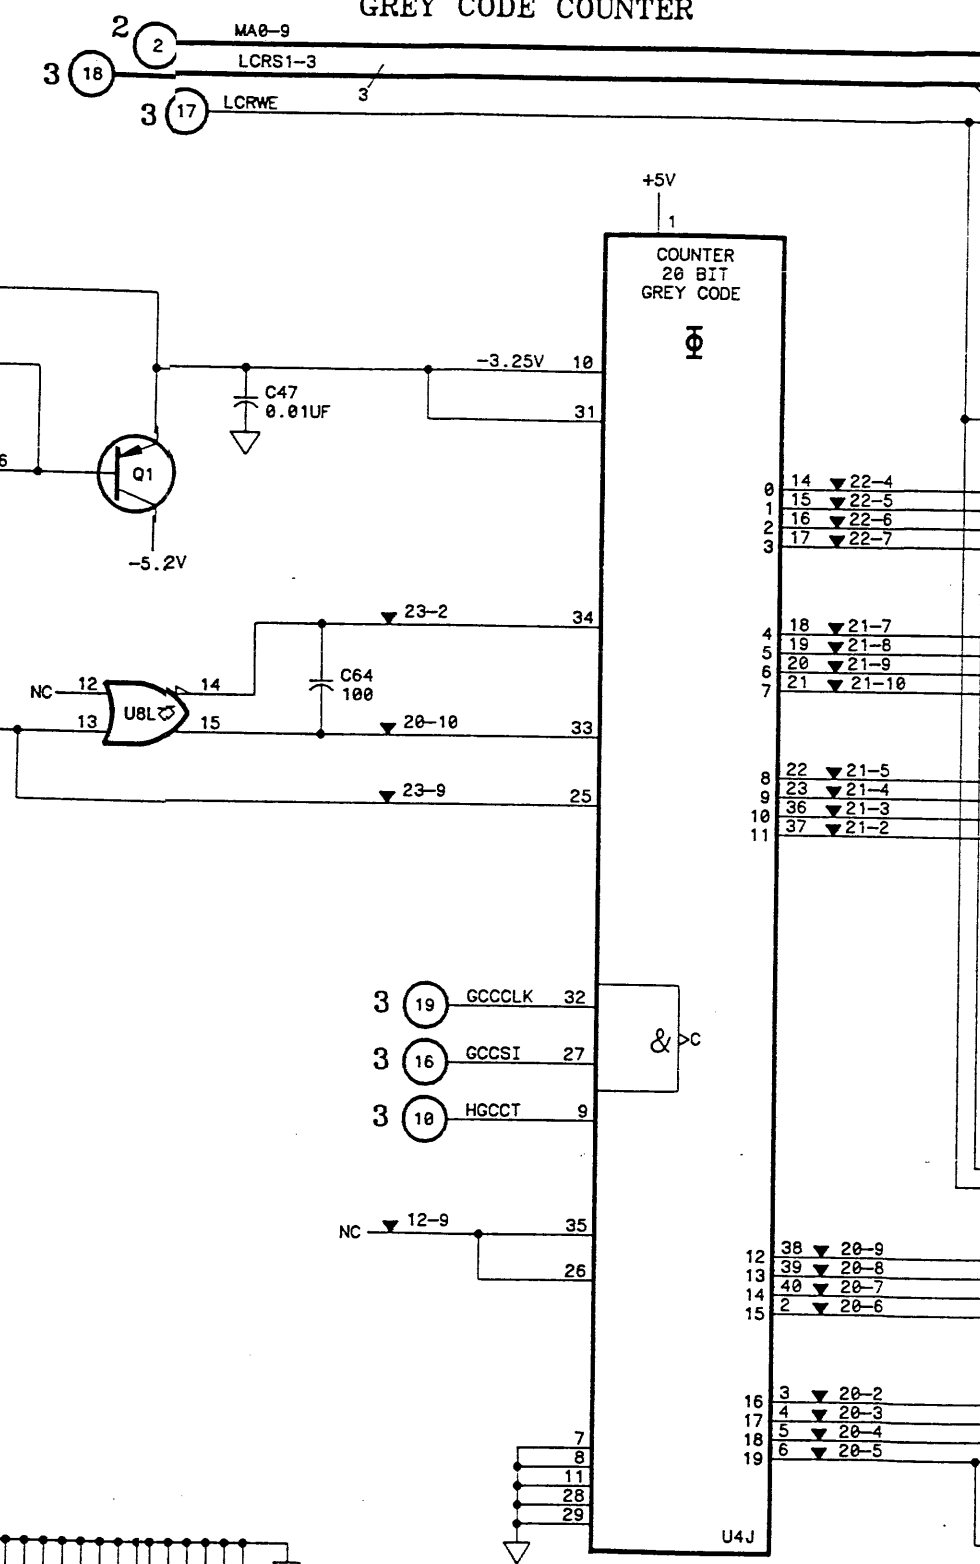 GREY CODE COUNTER
2 2 MA0-9
3 18 LCRS1-3
3
3 17 LCRWE
+5V
1
COUNTER
20 BIT
GREY CODE
Φ
-3.25V 10
C47
0.01UF
31
6
Q1
-5.2V
0 14 22-4
1 15 22-5
2 16 22-6
3 17 22-7
23-2 34
4 18 21-7
5 19 21-8
6 20 21-9
7 21 21-10
C64
100
NC 12 14
U8L
13 15 20-10 33
23-9 25
8 22 21-5
9 23 21-4
10 36 21-3
11 37 21-2
3 19 GCCCLK 32
& C
3 16 GCCSI 27
3 10 HGCCT 9
NC 12-9 35
26
12 38 20-9
13 39 20-8
14 40 20-7
15 2 20-6
16 3 20-2
17 4 20-3
18 5 20-4
19 6 20-5
7
8
11
28
29
U4J